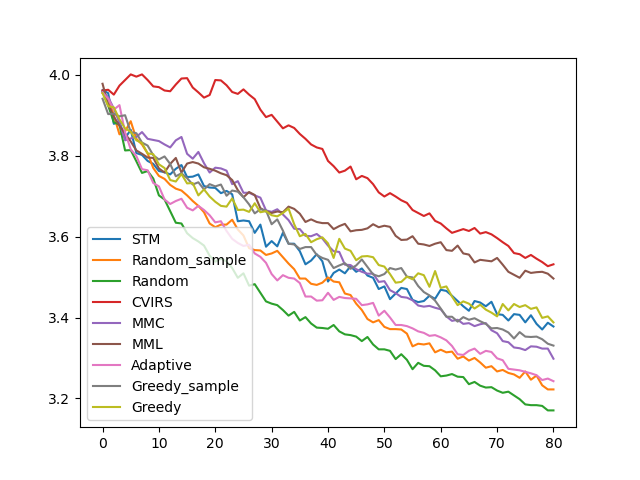 4.0
3.8
3.6
3.4
3.2
STM
Random_sample
Random
CVIRS
MMC
MML
Adaptive
Greedy_sample
Greedy
0 10 20 30 40 50 60 70 80